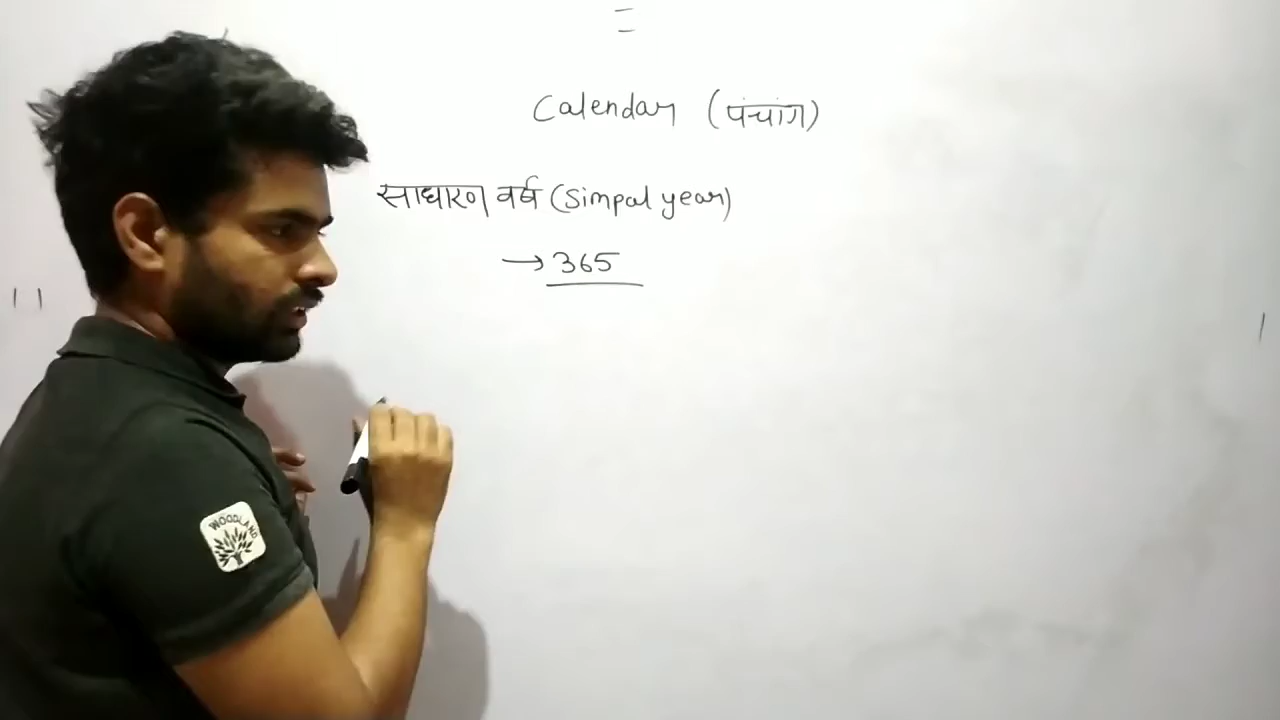 =
Calendar (पंचांग)
साधारण वर्ष (Simpal year)
→ 365
WOODLAND